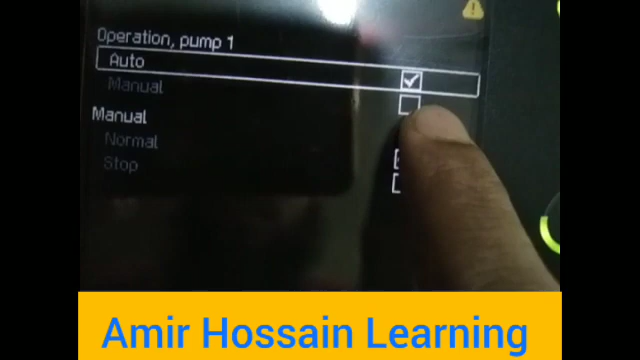 Operation, pump 1
Auto
Manual
Manual
Normal
Stop
Amir Hossain Learning